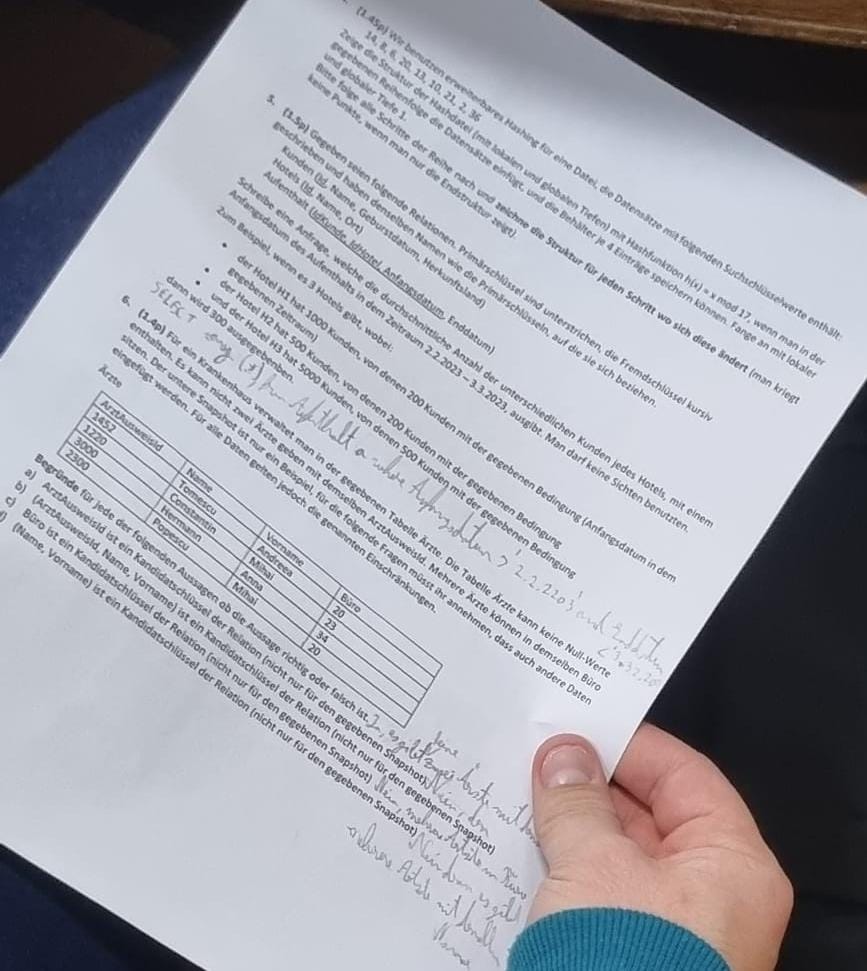 (1.45p) Wir benutzen erweiterbares Hashing für eine Datei, die Datensätze mit folgenden Suchschlüsselwerte enthält:
14, 8, 6, 20, 13, 10, 21, 2, 36
Zeige die Struktur der Hashdatei (mit lokalen und globalen Tiefen) mit Hashfunktion h(x) = x mod 17, wenn man in der
gegebenen Reihenfolge die Datensätze einfügt, und die Behälter je 4 Einträge speichern können. Fange an mit lokaler
und globaler Tiefe 1.
Bitte folge alle Schritte der Reihe nach und zeichne die Struktur für jeden Schritt wo sich diese ändert (man kriegt
keine Punkte, wenn man nur die Endstruktur zeigt).
5. (1.5p) Gegeben seien folgende Relationen. Primärschlüssel sind unterstrichen, die Fremdschlüssel kursiv
geschrieben und haben denselben Namen wie die Primärschlüsseln, auf die sie sich beziehen.
Kunden (Id, Name, Geburstdatum, Herkunftsland)
Hotels (Id, Name, Ort)
Aufenthalt (IdKunde, IdHotel, Anfangsdatum, Enddatum)
Schreibe eine Anfrage, welche die durchschnittliche Anzahl der unterschiedlichen Kunden jedes Hotels, mit einem
Anfangsdatum des Aufenthalts in dem Zeitraum 2.2.2023 – 3.3.2023, ausgibt. Man darf keine Sichten benutzten.
Zum Beispiel, wenn es 3 Hotels gibt, wobei:
• der Hotel H1 hat 1000 Kunden, von denen 200 Kunden mit der gegebenen Bedingung (Anfangsdatum in dem
gegebenen Zeitraum)
• der Hotel H2 hat 500 Kunden, von denen 200 Kunden mit der gegebenen Bedingung
• und der Hotel H3 hat 5000 Kunden, von denen 500 Kunden mit der gegebenen Bedingung
dann wird 300 ausgegebenben.
SELECT avg(*) from Aufenthalt a where Anfangsdatum >
6. (1.4p) Für ein Krankenhaus verwaltet man in der gegebenen Tabelle Ärzte. Die Tabelle Ärzte kann keine Null-Werte
enthalten. Es kann nicht zwei Ärzte geben mit demselben ArztAusweisId. Mehrere Ärzte können in demselben Büro
sitzen. Der untere Snapshot ist nur ein Beispiel, für die folgende Fragen müsst ihr annehmen, dass auch andere Daten
eingefügt werden. Für alle Daten gelten jedoch die genannten Einschränkungen.
Ärzte
ArztAusweisId Name Vorname Büro
1452 Tomescu Andreea 20
1220 Constantin Mihai 23
3000 Hermann Anna 34
2300 Popescu Mihai 20
Begründe für jede der folgenden Aussagen ob die Aussage richtig oder falsch ist.
a) ArztAusweisId ist ein Kandidatschlüssel der Relation (nicht nur für den gegebenen Snapshot)
b) (ArztAusweisId, Name, Vorname) ist ein Kandidatschlüssel der Relation (nicht nur für den gegebenen Snapshot)
c) Büro ist ein Kandidatschlüssel der Relation (nicht nur für den gegebenen Snapshot)
d) (Name, Vorname) ist ein Kandidatschlüssel der Relation (nicht nur für den gegebenen Snapshot)